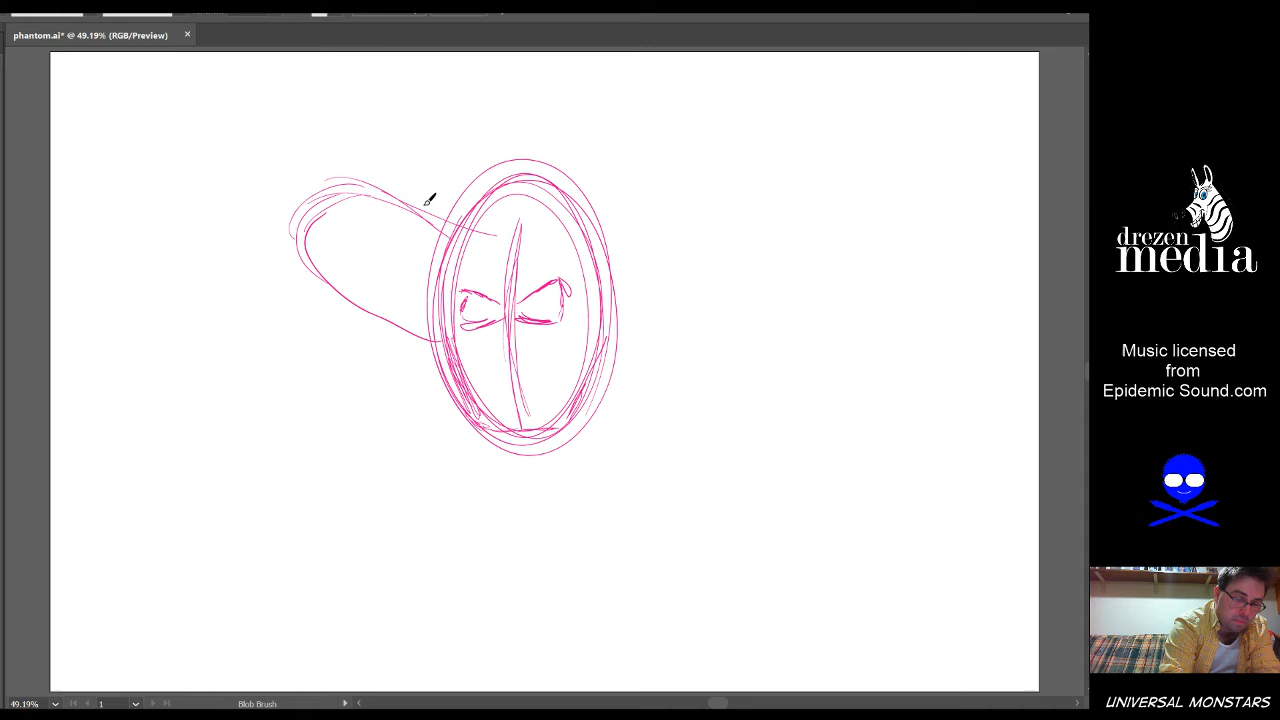 phantom.ai* @ 49.19% (RGB/Preview)
×
drezen
media
Music licensed
from
Epidemic Sound.com
49.19%
1
Blob Brush
UNIVERSAL MONSTARS